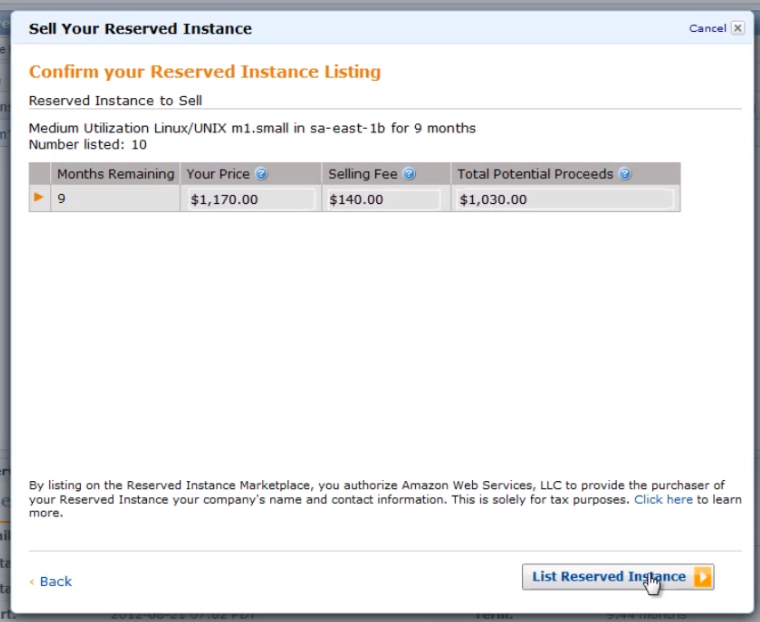 Sell Your Reserved Instance
Cancel
Confirm your Reserved Instance Listing
Reserved Instance to Sell
Medium Utilization Linux/UNIX m1.small in sa-east-1b for 9 months
Number listed: 10
Months Remaining Your Price Selling Fee Total Potential Proceeds
9 $1,170.00 $140.00 $1,030.00
By listing on the Reserved Instance Marketplace, you authorize Amazon Web Services, LLC to provide the purchaser of
your Reserved Instance your company's name and contact information. This is solely for tax purposes. Click here to learn
more.
‹ Back
List Reserved Instance